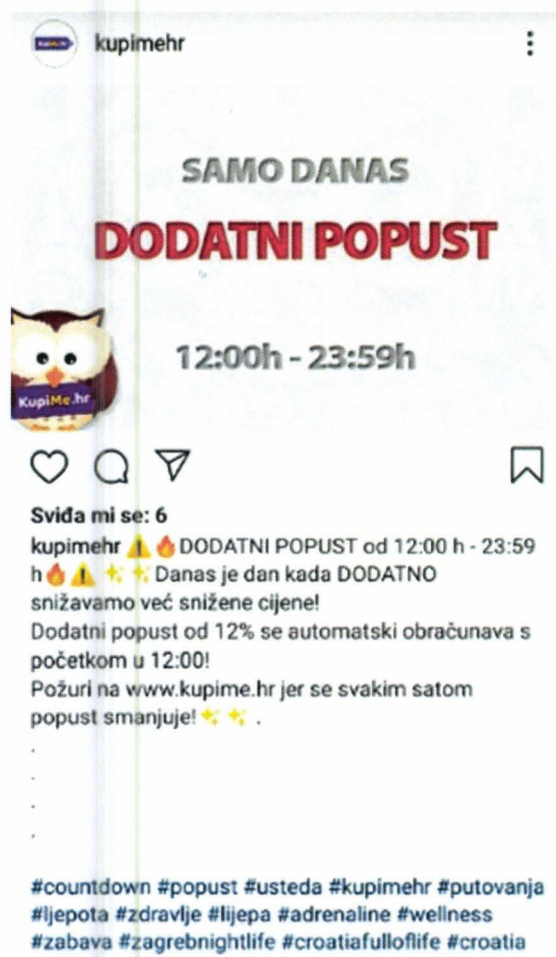 kupimehr
SAMO DANAS
DODATNI POPUST
12:00h - 23:59h
KupiMe.hr
Sviđa mi se: 6
kupimehr ⚠️🔥DODATNI POPUST od 12:00 h - 23:59
h🔥⚠️✨✨Danas je dan kada DODATNO
snižavamo već snižene cijene!
Dodatni popust od 12% se automatski obračunava s
početkom u 12:00!
Požuri na www.kupime.hr jer se svakim satom
popust smanjuje!✨✨ .
.
.
.
.
#countdown #popust #usteda #kupimehr #putovanja
#ljepota #zdravlje #lijepa #adrenaline #wellness
#zabava #zagrebnightlife #croatiafulloflife #croatia